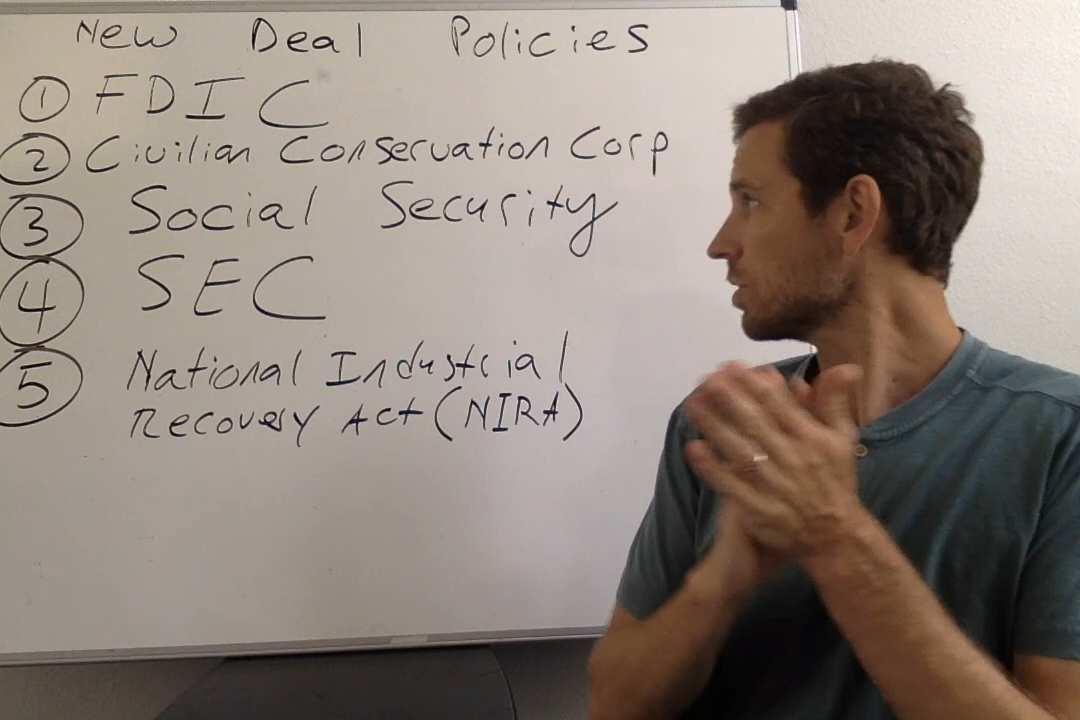 New Deal Policies
① FDIC
② Civilian Conservation Corp
③ Social Security
④ SEC
⑤ National Industrial
Recovery Act (NIRA)